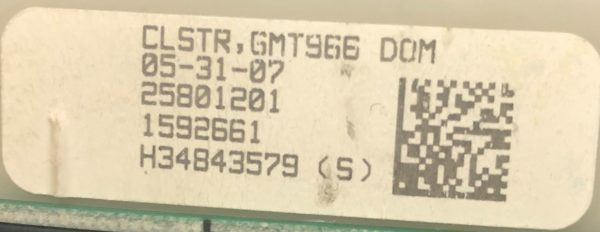 CLSTR,GMT966 DOM
05-31-07
25801201
1592661
H34843579 (S)